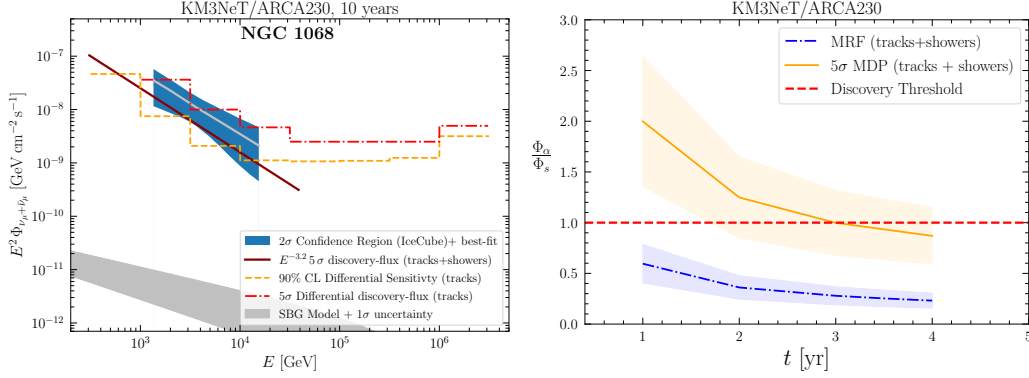 KM3NeT/ARCA230, 10 years
NGC 1068
10⁻⁷
10⁻⁸
10⁻⁹
10⁻¹⁰
10⁻¹¹
10⁻¹²
E² Φ_{ν_μ+ν̄_μ} [GeV cm⁻² s⁻¹]
2σ Confidence Region (IceCube)+ best-fit
E⁻³·² 5σ discovery-flux (tracks+showers)
90% CL Differential Sensitivty (tracks)
5σ Differential discovery-flux (tracks)
SBG Model + 1σ uncertainty
10³ 10⁴ 10⁵ 10⁶
E [GeV]
KM3NeT/ARCA230
3.0
2.5
2.0
1.5
1.0
0.5
0.0
Φ_α/Φ_s
MRF (tracks+showers)
5σ MDP (tracks + showers)
Discovery Threshold
1 2 3 4 5
t [yr]